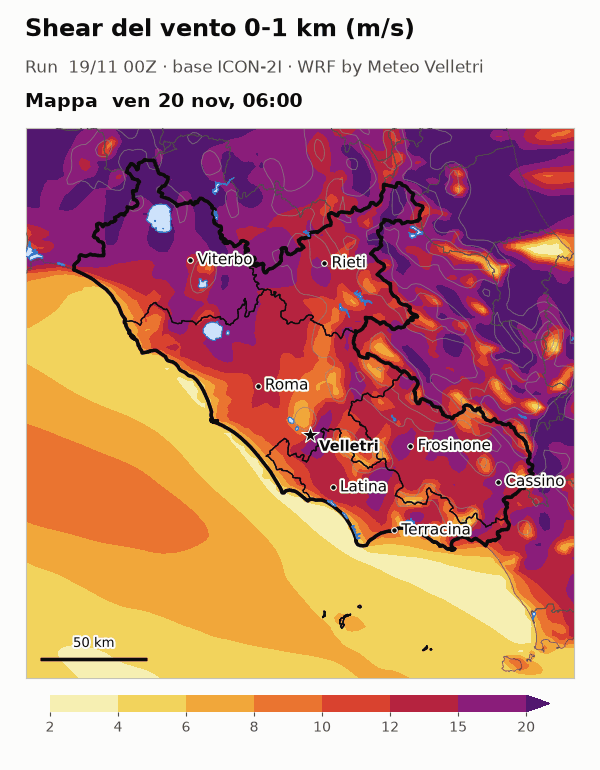 Shear del vento 0-1 km (m/s)
Run 19/11 00Z · base ICON-2I · WRF by Meteo Velletri
Mappa ven 20 nov, 06:00
Viterbo
Rieti
Roma
Velletri
Frosinone
Latina
Cassino
Terracina
50 km
2 4 6 8 10 12 15 20